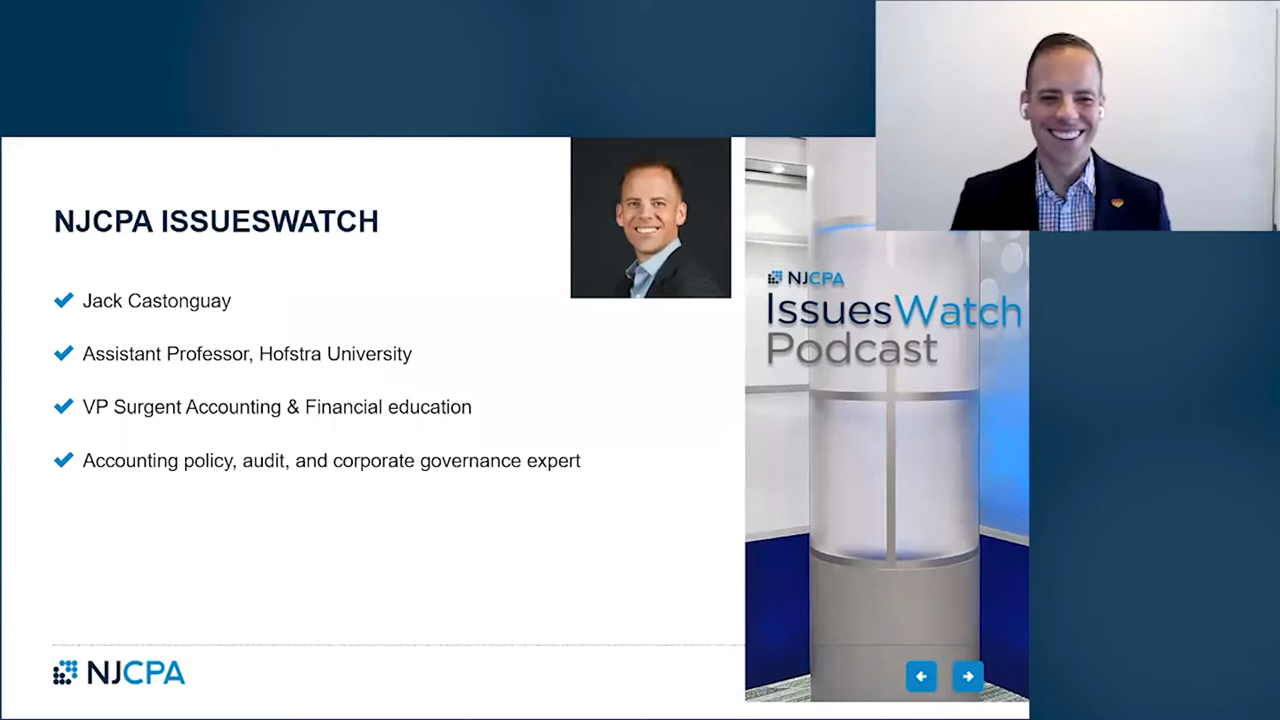 NJCPA ISSUESWATCH
Jack Castonguay
Assistant Professor, Hofstra University
VP Surgent Accounting & Financial education
Accounting policy, audit, and corporate governance expert
NJCPA
NJCPA
IssuesWatch
Podcast